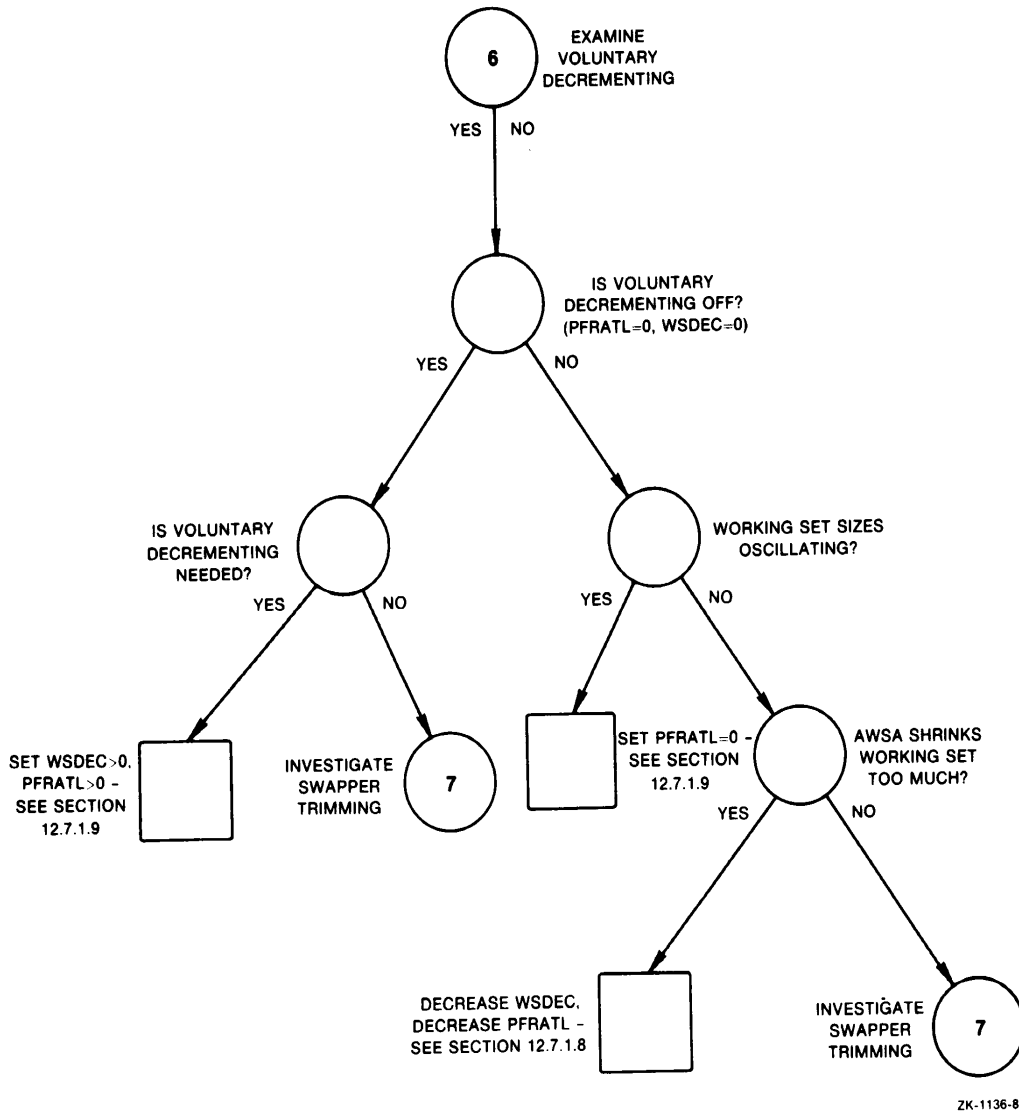 6
EXAMINE
VOLUNTARY
DECREMENTING
YES
NO
IS VOLUNTARY
DECREMENTING OFF?
(PFRATL=0, WSDEC=0)
YES
NO
IS VOLUNTARY
DECREMENTING
NEEDED?
WORKING SET SIZES
OSCILLATING?
YES
NO
YES
NO
SET WSDEC>0,
PFRATL>0 –
SEE SECTION
12.7.1.9
INVESTIGATE
SWAPPER
TRIMMING
7
SET PFRATL=0 –
SEE SECTION
12.7.1.9
AWSA SHRINKS
WORKING SET
TOO MUCH?
YES
NO
DECREASE WSDEC,
DECREASE PFRATL –
SEE SECTION 12.7.1.8
INVESTIGATE
SWAPPER
TRIMMING
7
ZK-1136-8